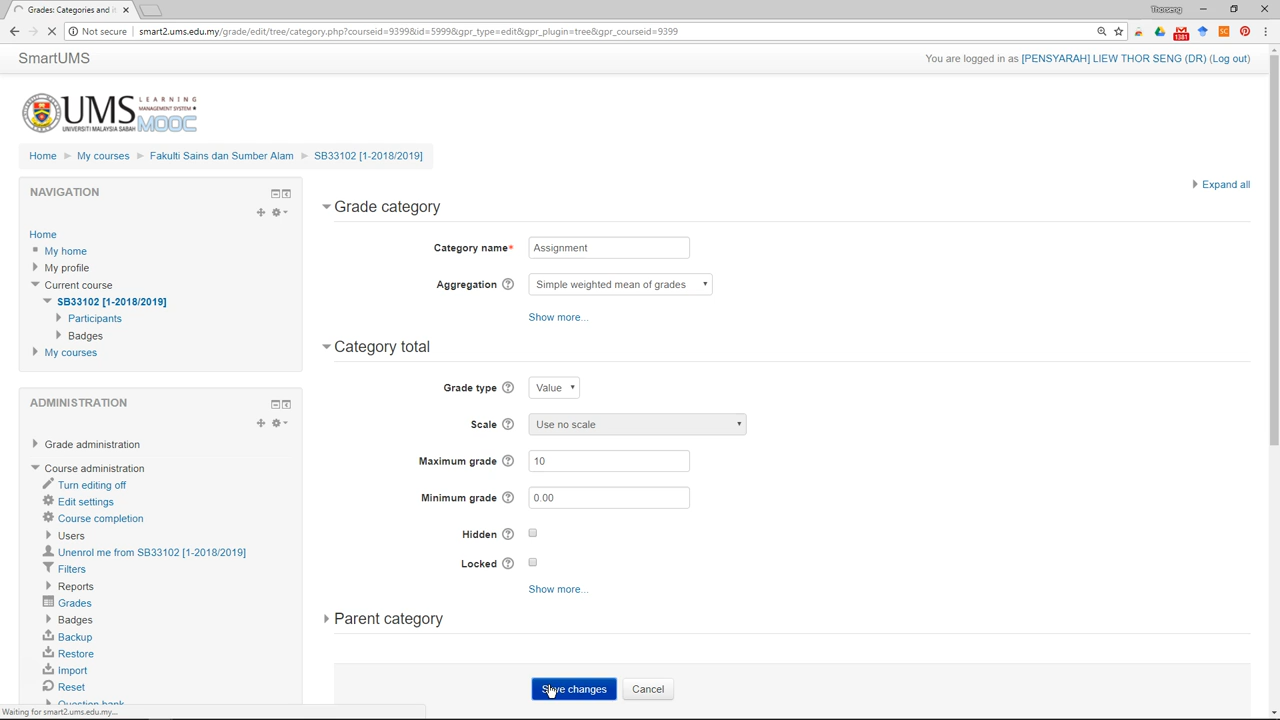 Grades: Categories and i
Thorseng
Not secure
smart2.ums.edu.my/grade/edit/tree/category.php?courseid=9399&id=5999&gpr_type=edit&gpr_plugin=tree&gpr_courseid=9399
1381
SC
SmartUMS
You are logged in as [PENSYARAH] LIEW THOR SENG (DR) (Log out)
UMS
LEARNING
MANAGEMENT SYSTEM
MOOC
UNIVERSITI MALAYSIA SABAH
Home
My courses
Fakulti Sains dan Sumber Alam
SB33102 [1-2018/2019]
NAVIGATION
Home
My home
My profile
Current course
SB33102 [1-2018/2019]
Participants
Badges
My courses
ADMINISTRATION
Grade administration
Course administration
Turn editing off
Edit settings
Course completion
Users
Unenrol me from SB33102 [1-2018/2019]
Filters
Reports
Grades
Badges
Backup
Restore
Import
Reset
Question bank
Expand all
Grade category
Category name*
Assignment
Aggregation
Simple weighted mean of grades
Show more...
Category total
Grade type
Value
Scale
Use no scale
Maximum grade
10
Minimum grade
0.00
Hidden
Locked
Show more...
Parent category
Save changes
Cancel
Waiting for smart2.ums.edu.my...